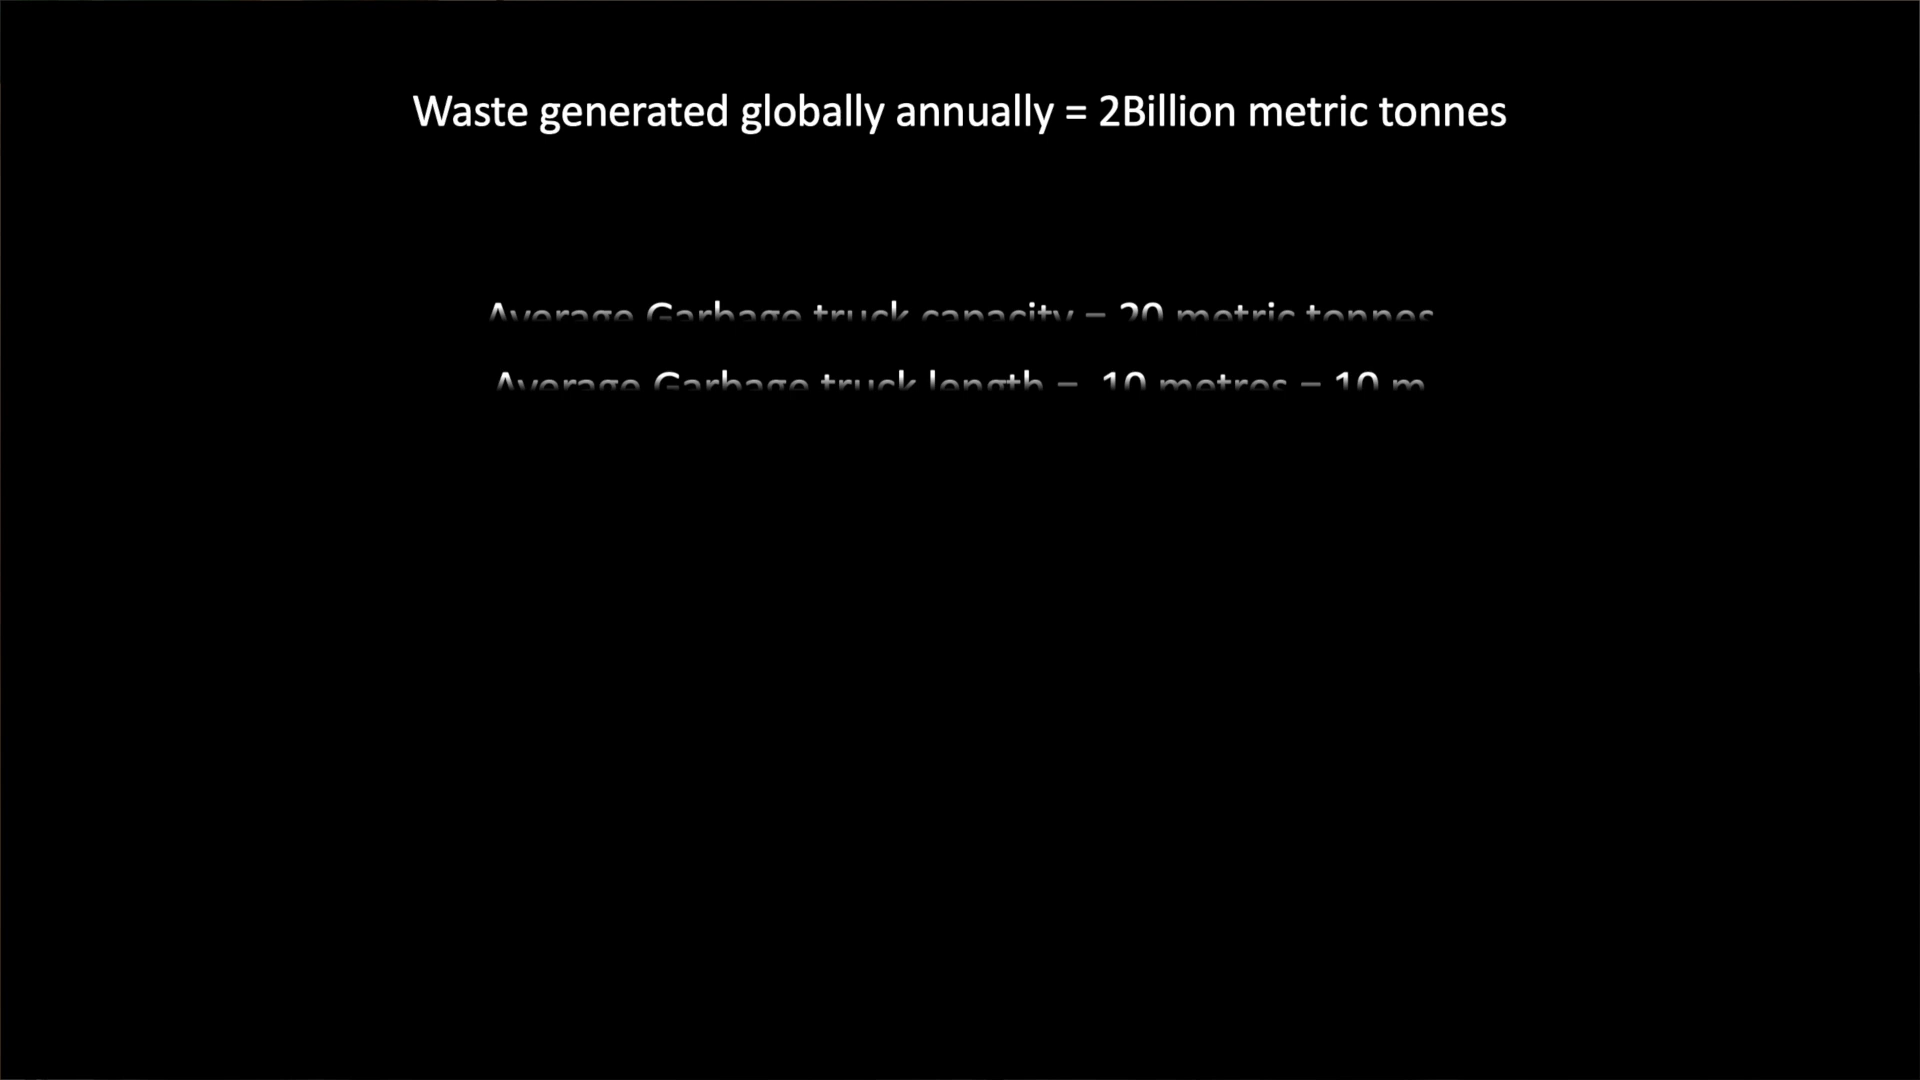 Waste generated globally annually = 2Billion metric tonnes
Average Garbage truck capacity = 20 metric tonnes
Average Garbage truck length =  10 metres = 10 m